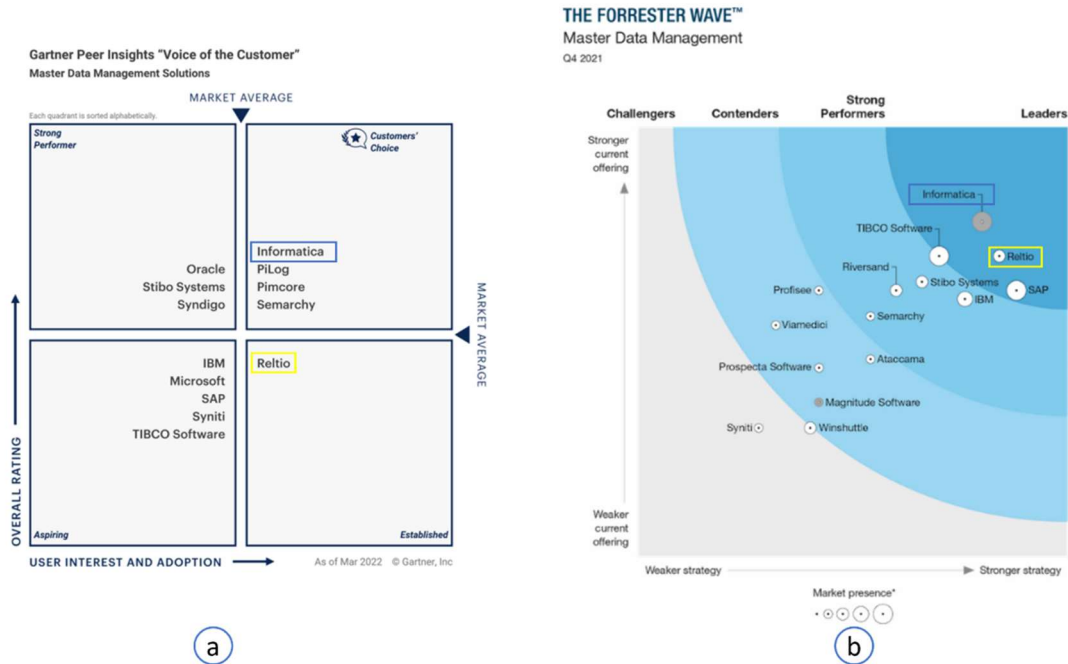 Gartner Peer Insights “Voice of the Customer”
Master Data Management Solutions
MARKET AVERAGE
Each quadrant is sorted alphabetically.
Strong
Performer
Customers'
Choice
Oracle
Stibo Systems
Syndigo
Informatica
PiLog
Pimcore
Semarchy
MARKET AVERAGE
IBM
Microsoft
SAP
Syniti
TIBCO Software
Reltio
OVERALL RATING
Aspiring
Established
USER INTEREST AND ADOPTION
As of Mar 2022 © Gartner, Inc
a
THE FORRESTER WAVE™
Master Data Management
Q4 2021
Challengers
Contenders
Strong
Performers
Leaders
Stronger
current
offering
Informatica
TIBCO Software
Reltio
Riversand
Stibo Systems
Profisee
SAP
IBM
Semarchy
Viamedici
Ataccama
Prospecta Software
Magnitude Software
Syniti
Winshuttle
Weaker
current
offering
Weaker strategy
Stronger strategy
Market presence*
b